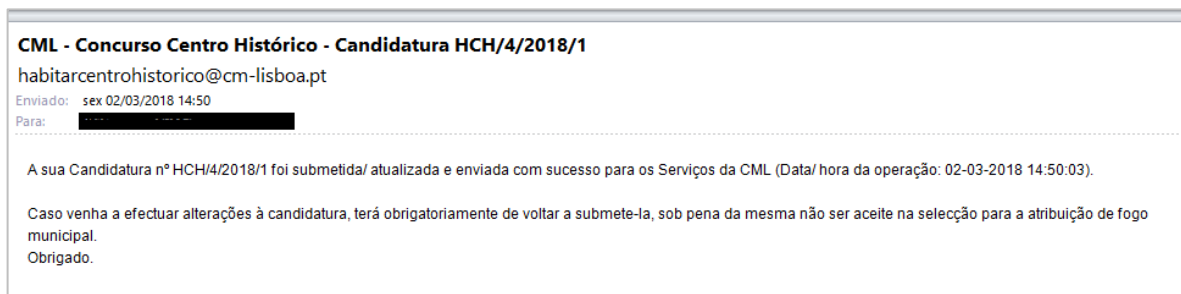 CML - Concurso Centro Histórico - Candidatura HCH/4/2018/1
habitarcentrohistorico@cm-lisboa.pt
Enviado: sex 02/03/2018 14:50
Para:
A sua Candidatura nº HCH/4/2018/1 foi submetida/ atualizada e enviada com sucesso para os Serviços da CML (Data/ hora da operação: 02-03-2018 14:50:03).
Caso venha a efectuar alterações à candidatura, terá obrigatoriamente de voltar a submete-la, sob pena da mesma não ser aceite na selecção para a atribuição de fogo
municipal.
Obrigado.